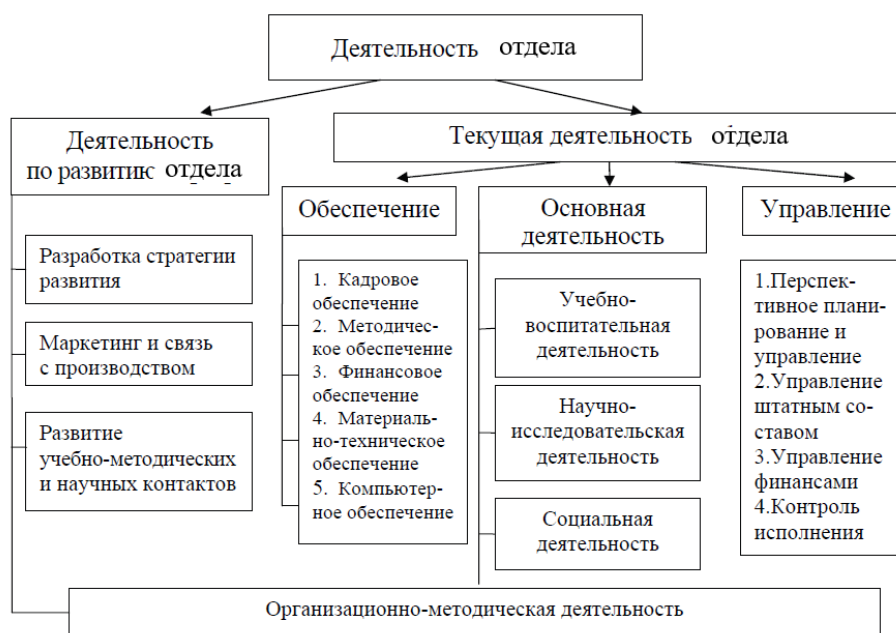 Деятельность отдела
Деятельность
по развитию отдела
Текущая деятельность отдела
Разработка стратегии
развития
Маркетинг и связь
с производством
Развитие
учебно-методических
и научных контактов
Обеспечение
1. Кадровое
обеспечение
2. Методичес-
кое обеспечение
3. Финансовое
обеспечение
4. Материаль-
но-техническое
обеспечение
5. Компьютер-
ное обеспечение
Основная
деятельность
Учебно-
воспитательная
деятельность
Научно-
исследовательская
деятельность
Социальная
деятельность
Управление
1.Перспек-
тивное плани-
рование и
управление
2.Управление
штатным со-
ставом
3.Управление
финансами
4.Контроль
исполнения
Организационно-методическая деятельность